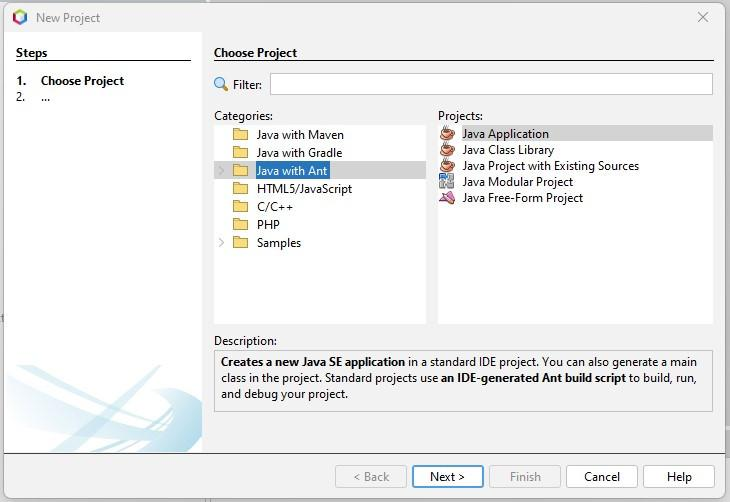 New Project
Steps
1. Choose Project
2. ...
Choose Project
Filter:
Categories:
Java with Maven
Java with Gradle
Java with Ant
HTML5/JavaScript
C/C++
PHP
Samples
Projects:
Java Application
Java Class Library
Java Project with Existing Sources
Java Modular Project
Java Free-Form Project
Description:
Creates a new Java SE application in a standard IDE project. You can also generate a main
class in the project. Standard projects use an IDE-generated Ant build script to build, run,
and debug your project.
< Back
Next >
Finish
Cancel
Help